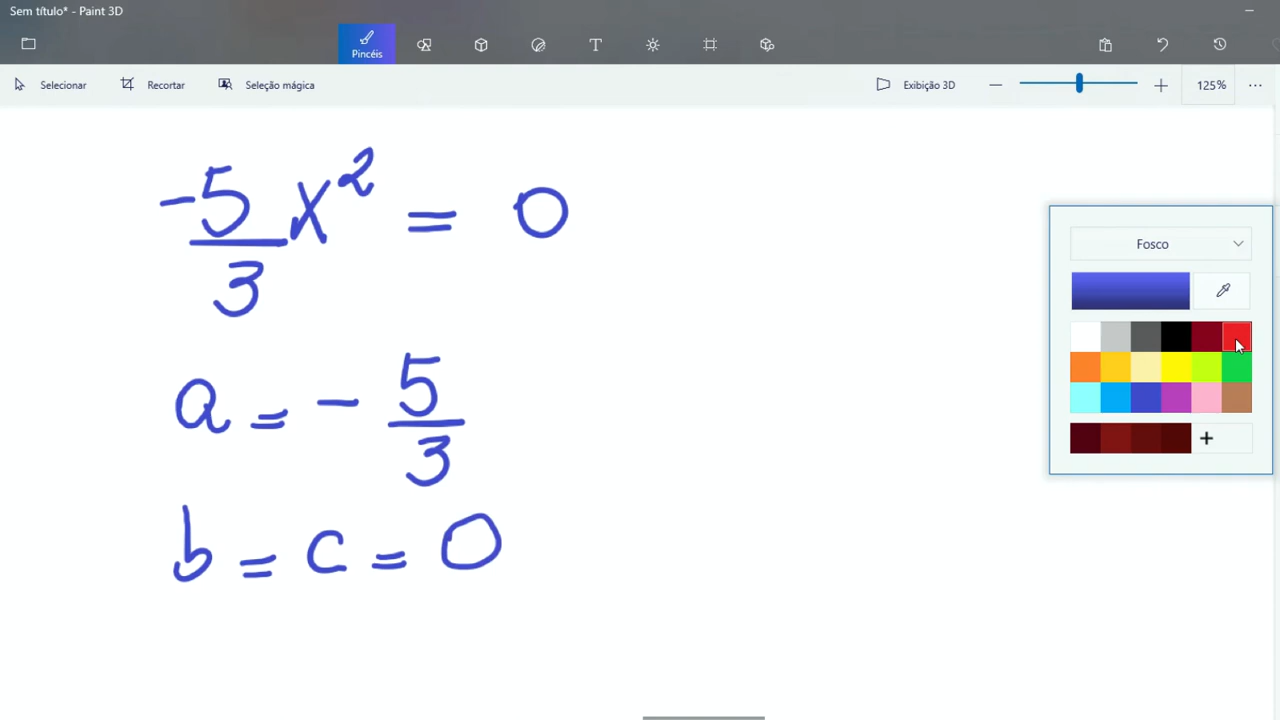 Sem título* - Paint 3D
Pincéis
Selecionar Recortar Seleção mágica Exibição 3D 125%
-5/3 x² = 0
Fosco
a = - 5/3
b = c = 0